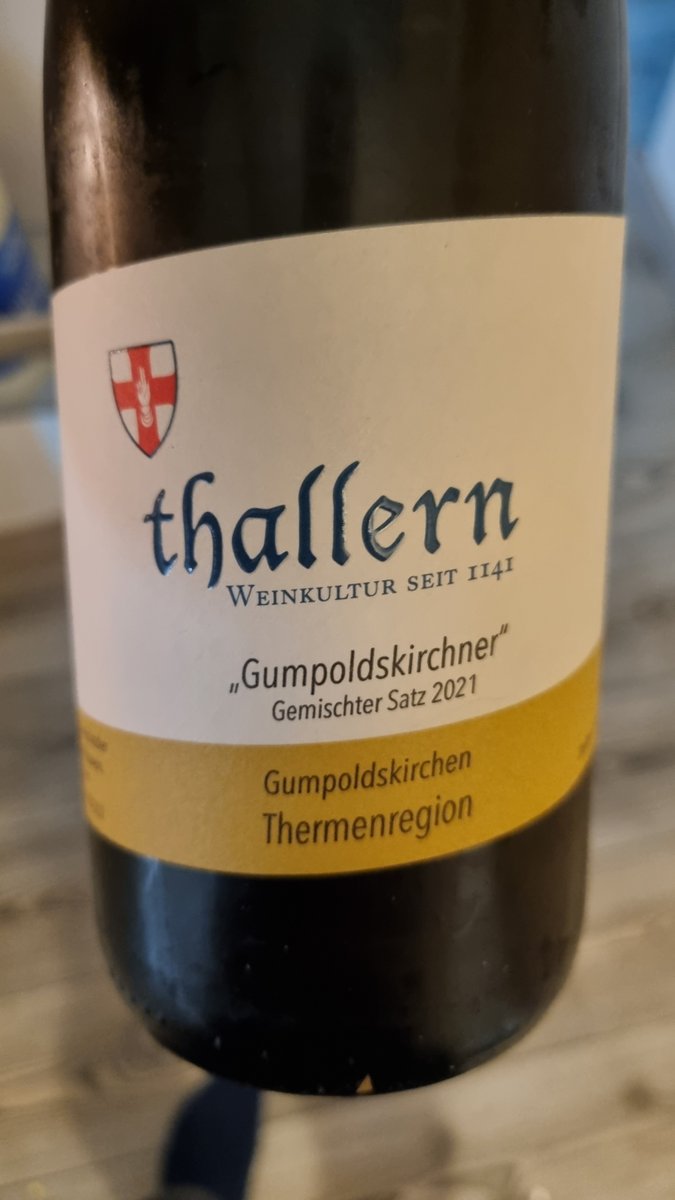 thallern
WEINKULTUR SEIT 1141
„Gumpoldskirchner“
Gemischter Satz 2021
Gumpoldskirchen
Thermenregion